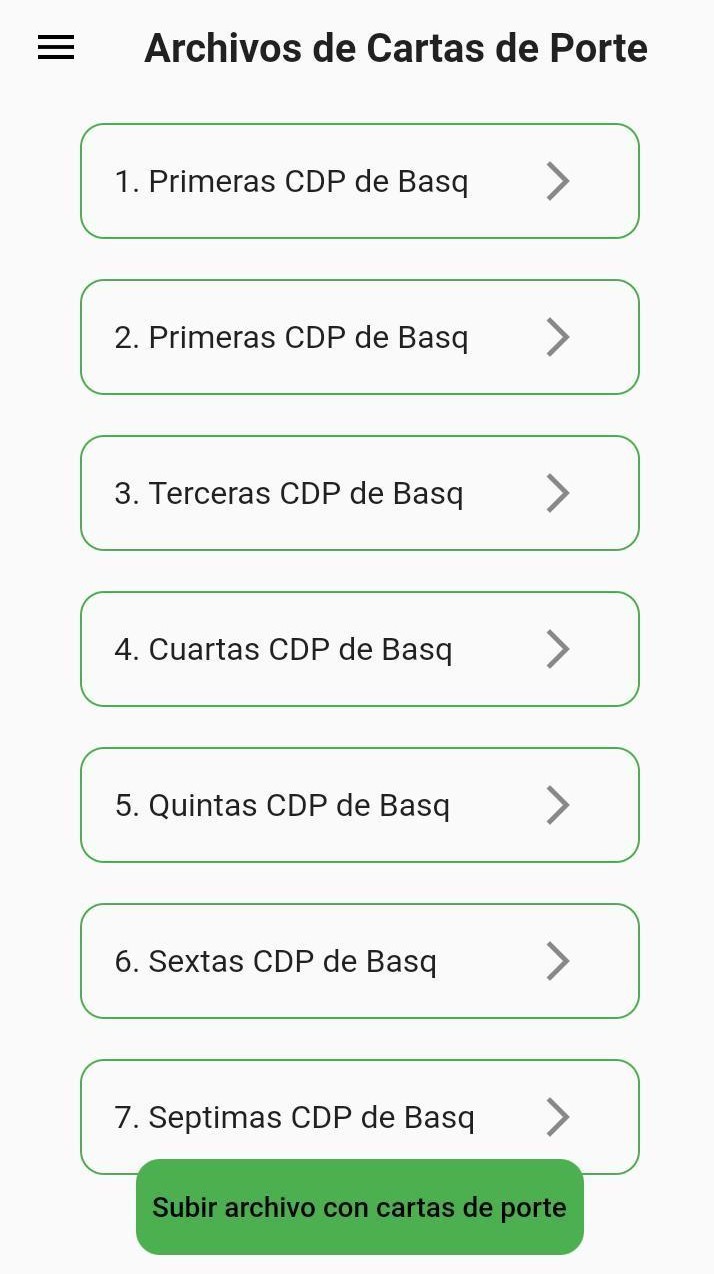 Archivos de Cartas de Porte
1. Primeras CDP de Basq
2. Primeras CDP de Basq
3. Terceras CDP de Basq
4. Cuartas CDP de Basq
5. Quintas CDP de Basq
6. Sextas CDP de Basq
7. Septimas CDP de Basq
Subir archivo con cartas de porte